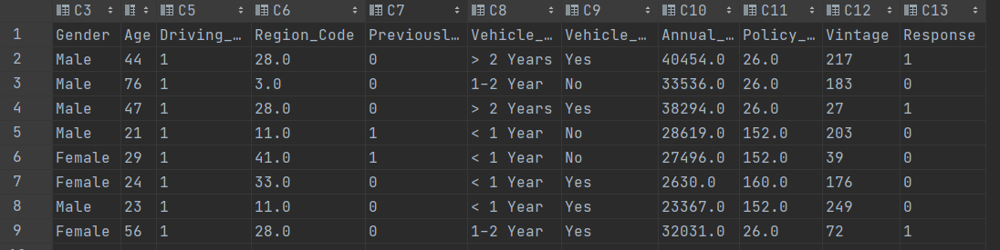 C3 C5 C6 C7 C8 C9 C10 C11 C12 C13
1 Gender Age Driving_… Region_Code Previousl… Vehicle_… Vehicle_… Annual_… Policy_… Vintage Response
2 Male 44 1 28.0 0 > 2 Years Yes 40454.0 26.0 217 1
3 Male 76 1 3.0 0 1-2 Year No 33536.0 26.0 183 0
4 Male 47 1 28.0 0 > 2 Years Yes 38294.0 26.0 27 1
5 Male 21 1 11.0 1 < 1 Year No 28619.0 152.0 203 0
6 Female 29 1 41.0 1 < 1 Year No 27496.0 152.0 39 0
7 Female 24 1 33.0 0 < 1 Year Yes 2630.0 160.0 176 0
8 Male 23 1 11.0 0 < 1 Year Yes 23367.0 152.0 249 0
9 Female 56 1 28.0 0 1-2 Year Yes 32031.0 26.0 72 1